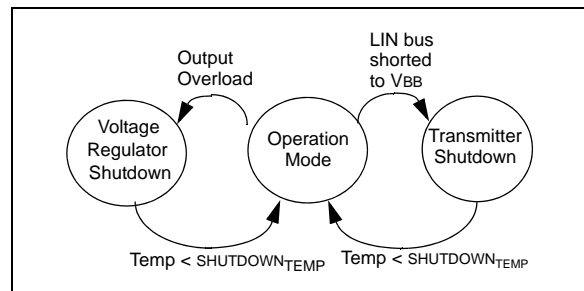 Output
Overload
LIN bus
shorted
to VBB
Voltage
Regulator
Shutdown
Operation
Mode
Transmitter
Shutdown
Temp < SHUTDOWNTEMP
Temp < SHUTDOWNTEMP